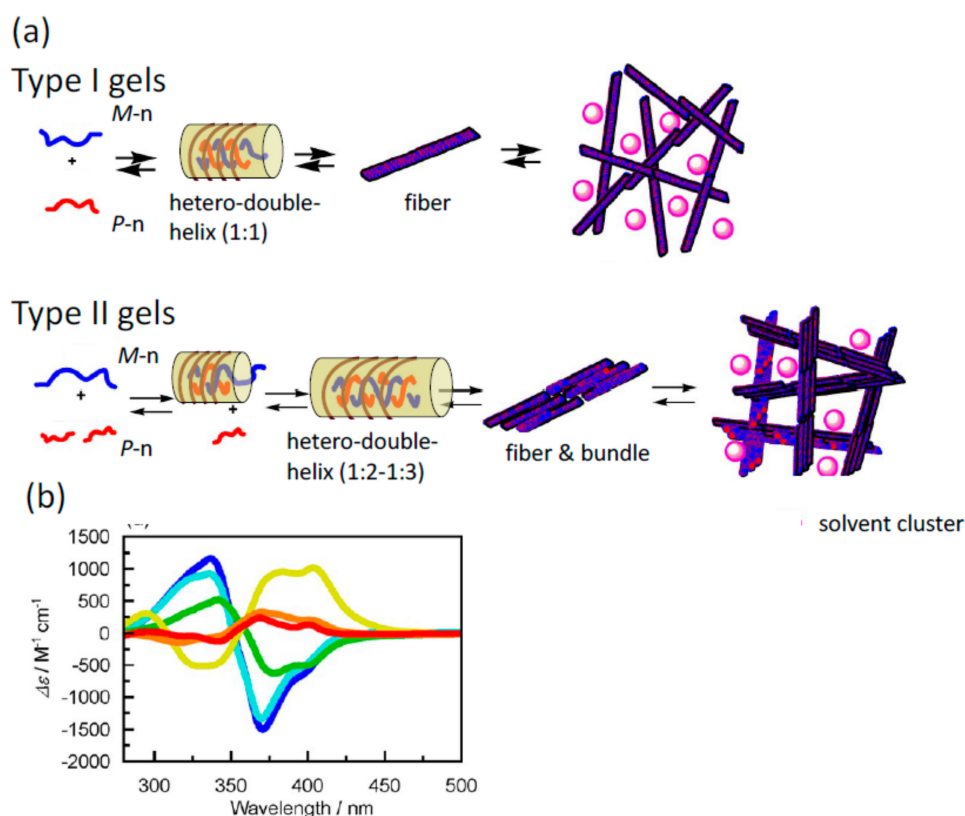 (a)
Type I gels
M-n
+
P-n
hetero-double-
helix (1:1)
fiber
Type II gels
M-n
+
P-n
+
hetero-double-
helix (1:2-1:3)
fiber & bundle
solvent cluster
(b)
1500
1000
500
0
-500
-1000
-1500
-2000
Δε / M⁻¹ cm⁻¹
300 350 400 450 500
Wavelength / nm